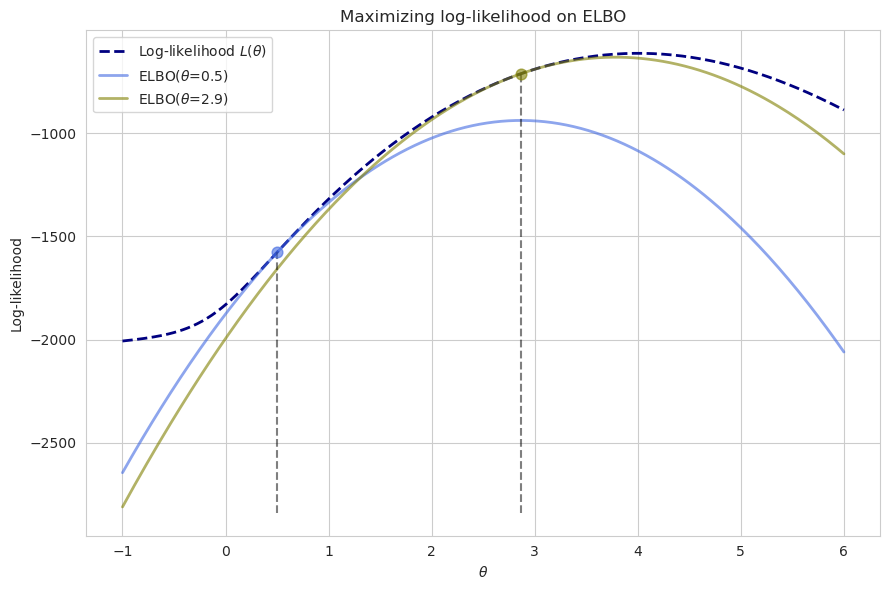 Maximizing log-likelihood on ELBO
Log-likelihood L(θ)
ELBO(θ=0.5)
ELBO(θ=2.9)
Log-likelihood
−1000
−1500
−2000
−2500
−1 0 1 2 3 4 5 6
θ